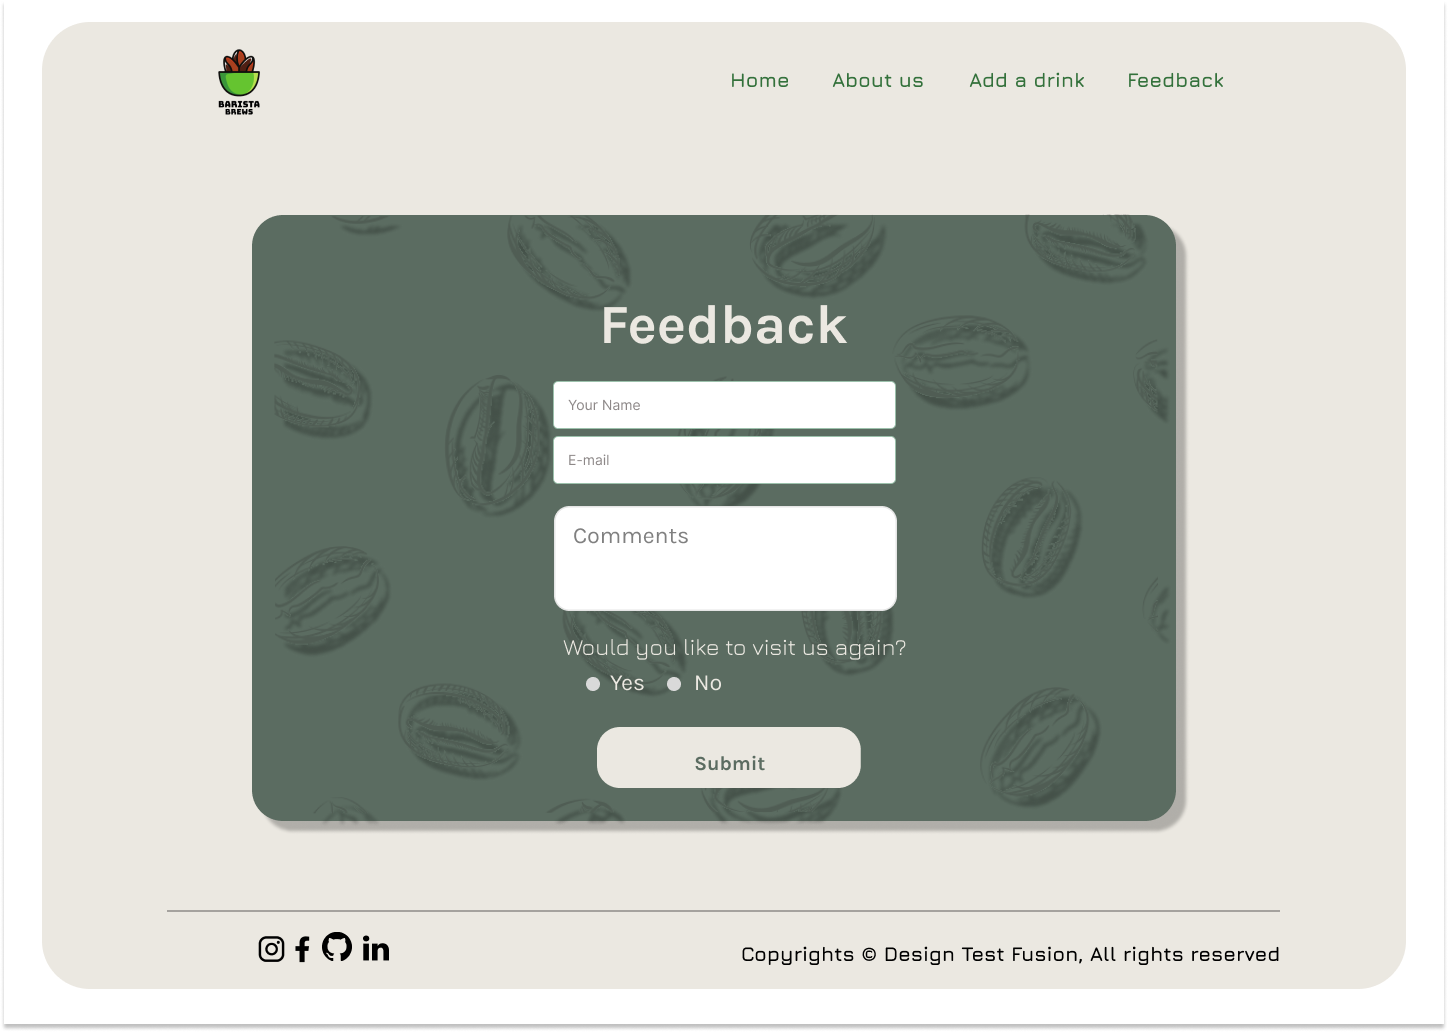 BARISTA
BREWS
Home About us Add a drink Feedback
Feedback
Your Name
E-mail
Comments
Would you like to visit us again?
Yes No
Submit
Copyrights © Design Test Fusion, All rights reserved